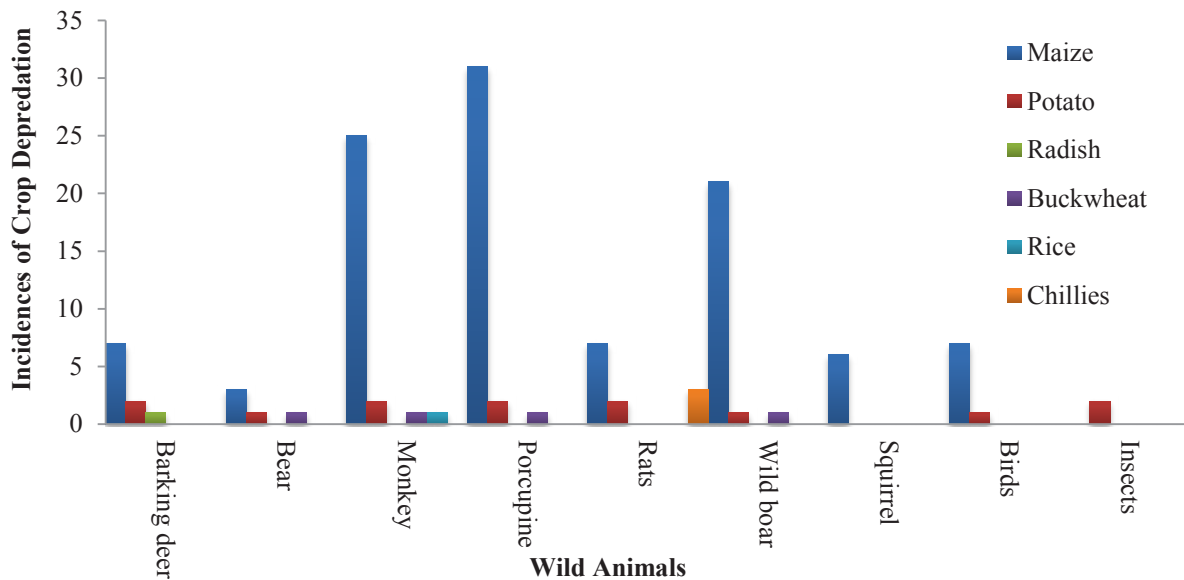 35
30
25
20
15
10
5
0
Incidences of Crop Depredation
Maize
Potato
Radish
Buckwheat
Rice
Chillies
Barking deer
Bear
Monkey
Porcupine
Rats
Wild boar
Squirrel
Birds
Insects
Wild Animals